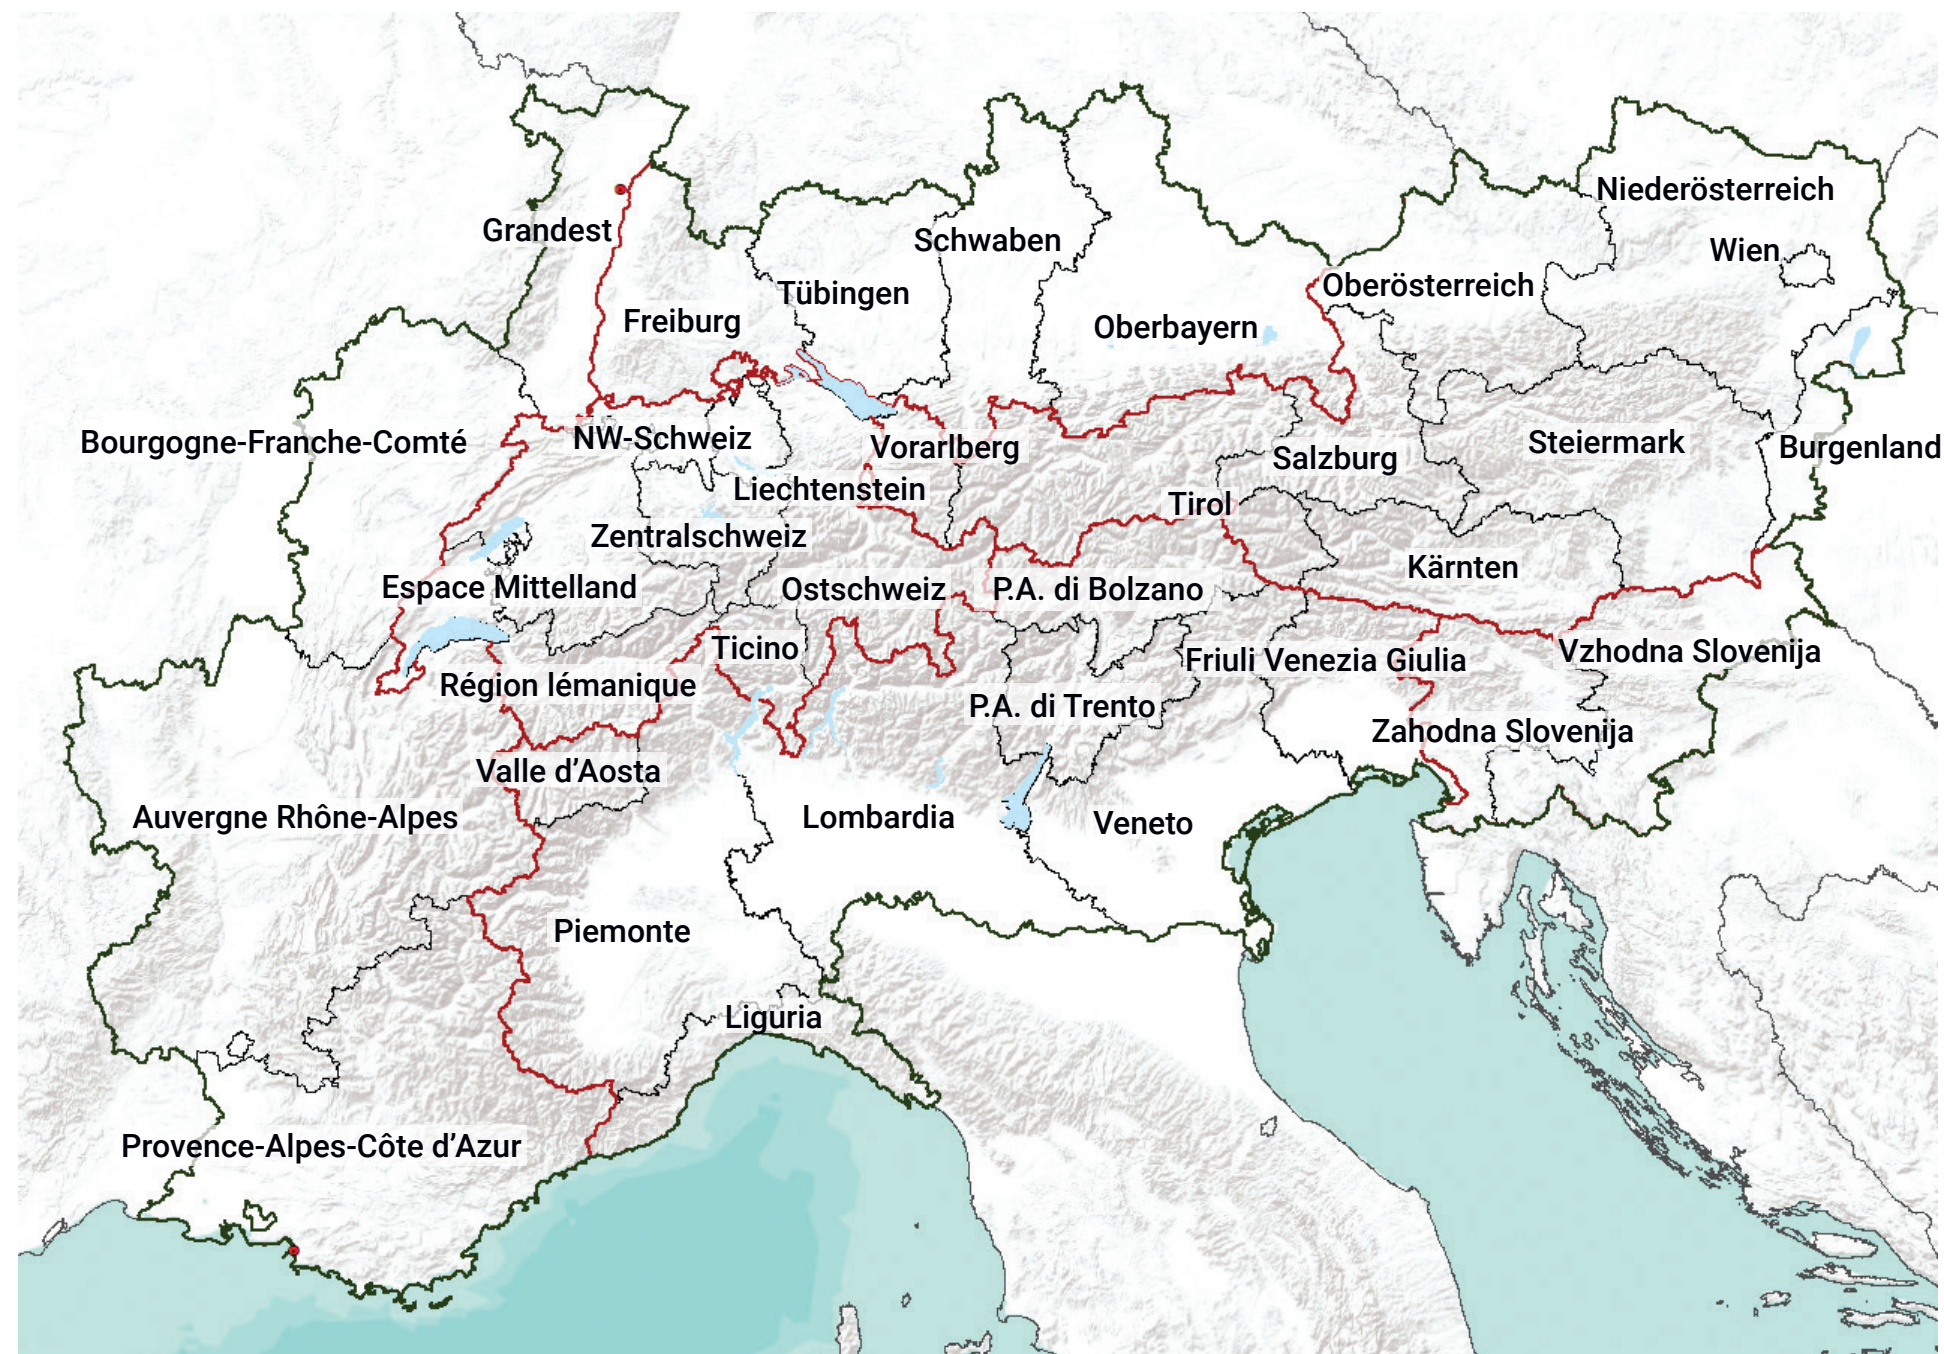 Niederösterreich
Grandest
Schwaben
Wien
Tübingen
Oberösterreich
Freiburg
Oberbayern
Bourgogne-Franche-Comté
NW-Schweiz
Vorarlberg
Salzburg
Steiermark
Burgenland
Liechtenstein
Tirol
Zentralschweiz
Kärnten
Espace Mittelland
Ostschweiz
P.A. di Bolzano
Ticino
Friuli Venezia Giulia
Vzhodna Slovenija
Région lémanique
P.A. di Trento
Zahodna Slovenija
Valle d’Aosta
Auvergne Rhône-Alpes
Lombardia
Veneto
Piemonte
Liguria
Provence-Alpes-Côte d’Azur